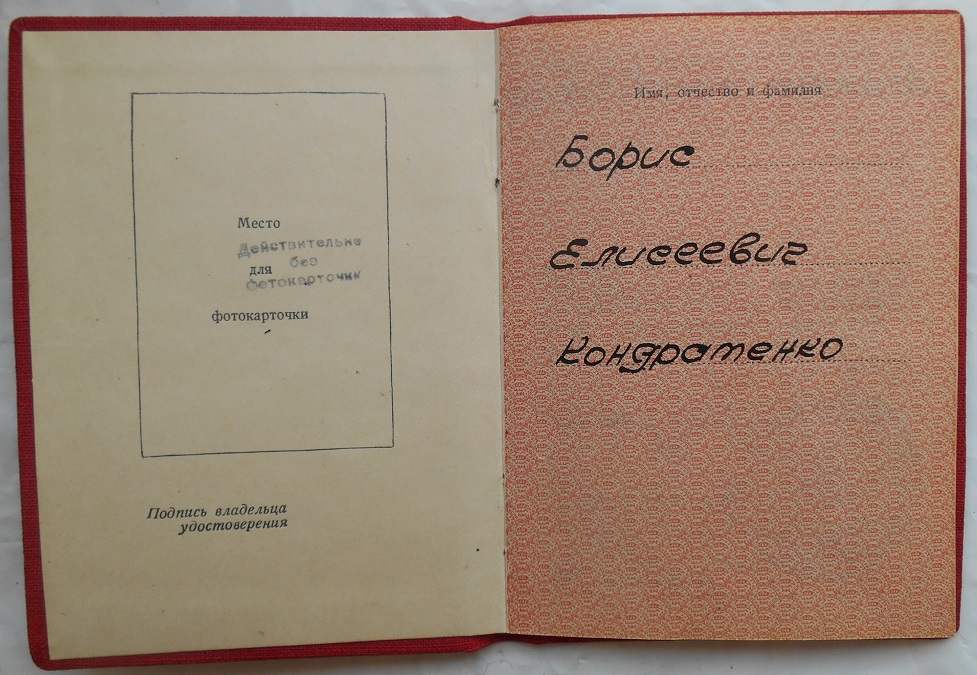 Место
Действительно
без
для
фотокарточки
фотокарточки
Подпись владельца
удостоверения
Имя, отчество и фамилия
Борис
Елисеевич
Кондратенко